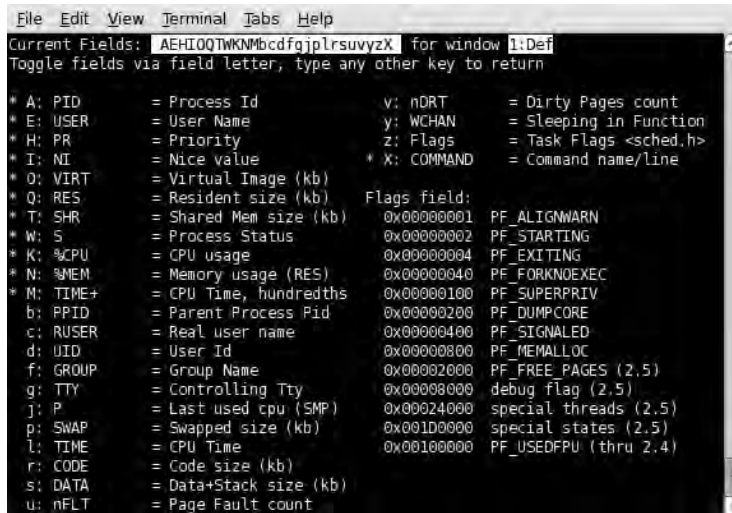 File Edit View Terminal Tabs Help
Current Fields: AEHIOQTWKNMbcdfgjplrsuvyzX for window 1:Def
Toggle fields via field letter, type any other key to return
* A: PID = Process Id v: nDRT = Dirty Pages count
* E: USER = User Name y: WCHAN = Sleeping in Function
* H: PR = Priority z: Flags = Task Flags <sched.h>
* I: NI = Nice value * X: COMMAND = Command name/line
* O: VIRT = Virtual Image (kb)
* Q: RES = Resident size (kb) Flags field:
* T: SHR = Shared Mem size (kb) 0x00000001 PF_ALIGNWARN
* W: S = Process Status 0x00000002 PF_STARTING
* K: %CPU = CPU usage 0x00000004 PF_EXITING
* N: %MEM = Memory usage (RES) 0x00000040 PF_FORKNOEXEC
* M: TIME+ = CPU Time, hundredths 0x00000100 PF_SUPERPRIV
b: PPID = Parent Process Pid 0x00000200 PF_DUMPCORE
c: RUSER = Real user name 0x00000400 PF_SIGNALED
d: UID = User Id 0x00000800 PF_MEMALLOC
f: GROUP = Group Name 0x00002000 PF_FREE_PAGES (2.5)
g: TTY = Controlling Tty 0x00008000 debug flag (2.5)
j: P = Last used cpu (SMP) 0x00024000 special threads (2.5)
p: SWAP = Swapped size (kb) 0x001D0000 special states (2.5)
l: TIME = CPU Time 0x00100000 PF_USEDFPU (thru 2.4)
r: CODE = Code size (kb)
s: DATA = Data+Stack size (kb)
u: nFLT = Page Fault count